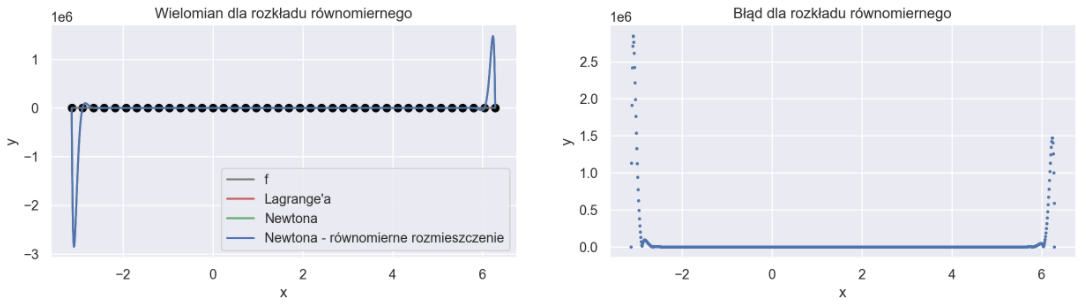 Wielomian dla rozkładu równomiernego
1e6
1
0
−1
−2
−3
y
−2
0
2
4
6
x
f
Lagrange'a
Newtona
Newtona - równomierne rozmieszczenie
Błąd dla rozkładu równomiernego
1e6
2.5
2.0
1.5
1.0
0.5
0.0
y
−2
0
2
4
6
x